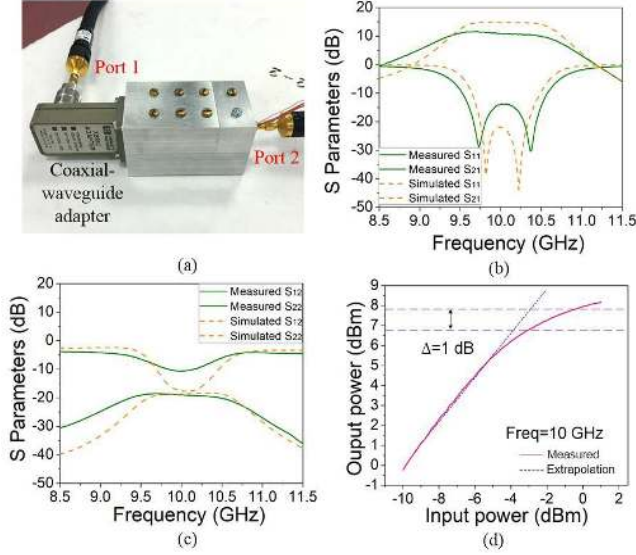 Port 1
Port 2
Coaxial-
waveguide
adapter
(a)
S Parameters (dB)
20
10
0
-10
-20
-30
-40
-50
Measured S11
Measured S21
Simulated S11
Simulated S21
8.5 9.0 9.5 10.0 10.5 11.0 11.5
Frequency (GHz)
(b)
S Parameters (dB)
20
10
0
-10
-20
-30
-40
-50
Measured S12
Measured S22
Simulated S12
Simulated S22
8.5 9.0 9.5 10.0 10.5 11.0 11.5
Frequency (GHz)
(c)
Ouput power (dBm)
9
8
7
6
5
4
3
2
1
0
-1
Δ=1 dB
Freq=10 GHz
Measured
Extrapolation
-10 -8 -6 -4 -2 0 2
Input power (dBm)
(d)